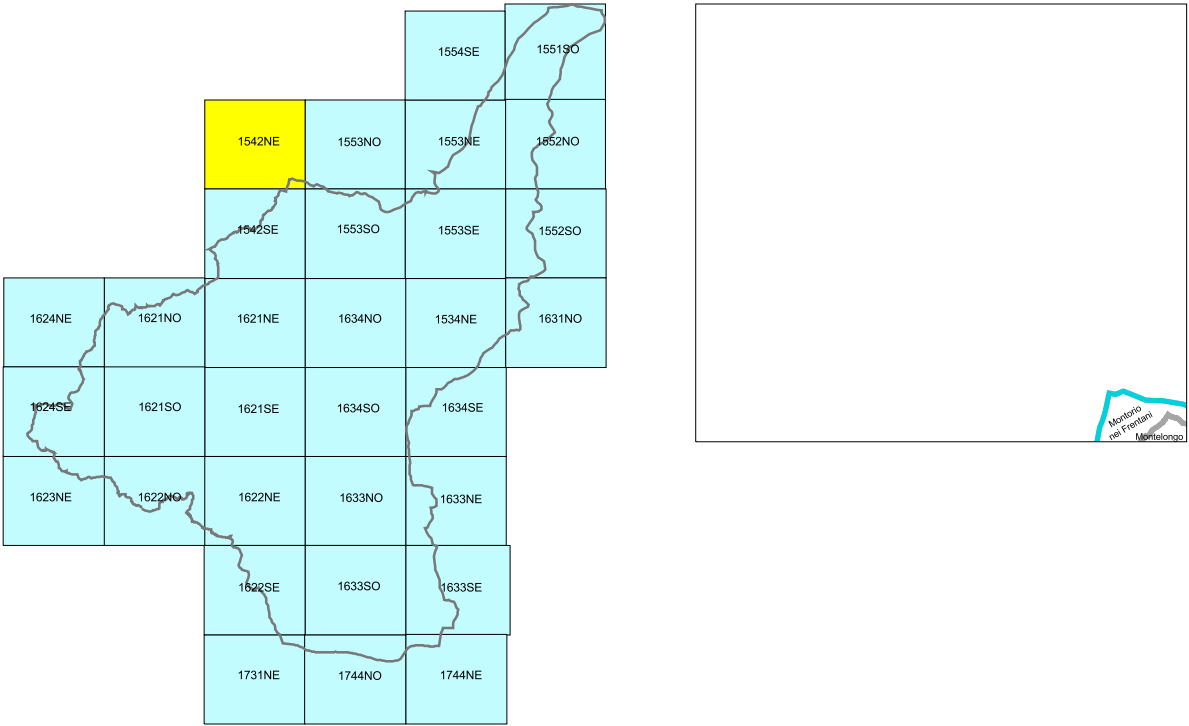 1554SE
1551SO
1542NE
1553NO
1553NE
1552NO
1542SE
1553SO
1553SE
1552SO
1624NE
1621NO
1621NE
1634NO
1534NE
1631NO
1624SE
1621SO
1621SE
1634SO
1634SE
1623NE
1622NO
1622NE
1633NO
1633NE
1622SE
1633SO
1633SE
1731NE
1744NO
1744NE
Montorio
nei Frentani
Montelongo